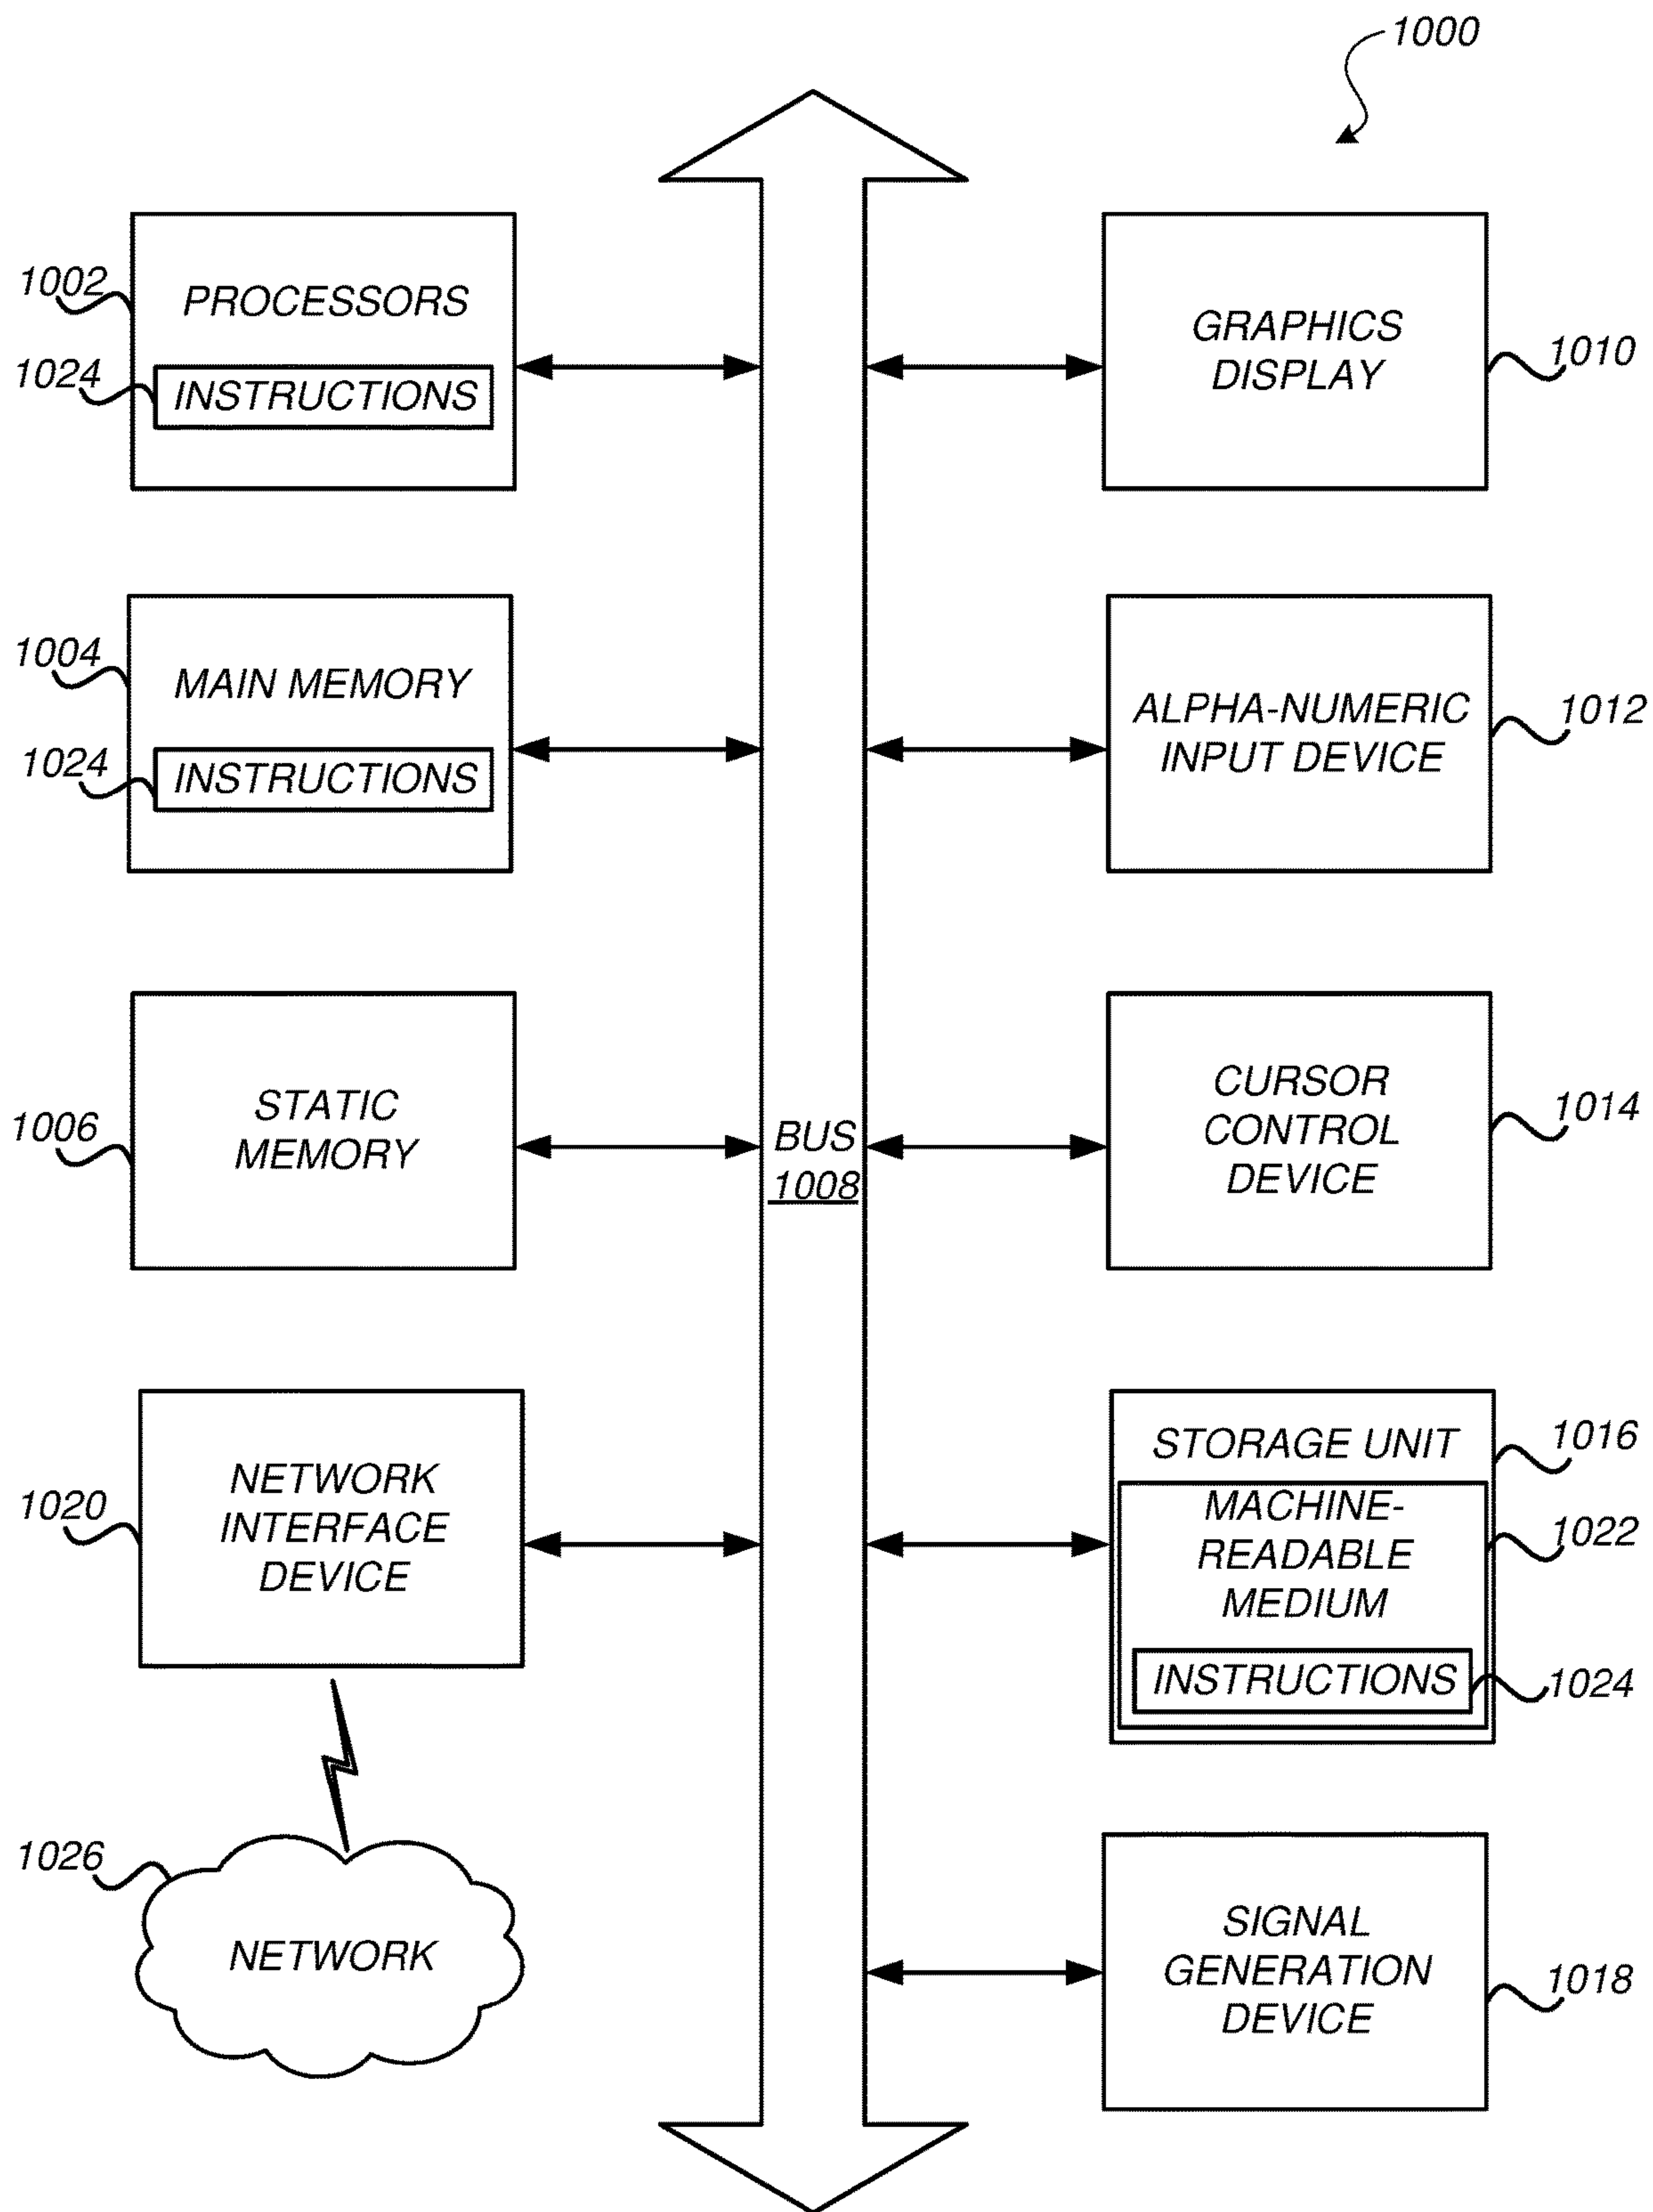 1000
1002
PROCESSORS
1024
INSTRUCTIONS
GRAPHICS
DISPLAY
1010
1004
MAIN MEMORY
1024
INSTRUCTIONS
ALPHA-NUMERIC
INPUT DEVICE
1012
1006
STATIC
MEMORY
BUS
1008
CURSOR
CONTROL
DEVICE
1014
1020
NETWORK
INTERFACE
DEVICE
STORAGE UNIT
1016
MACHINE-
READABLE
MEDIUM
1022
INSTRUCTIONS
1024
1026
NETWORK
SIGNAL
GENERATION
DEVICE
1018